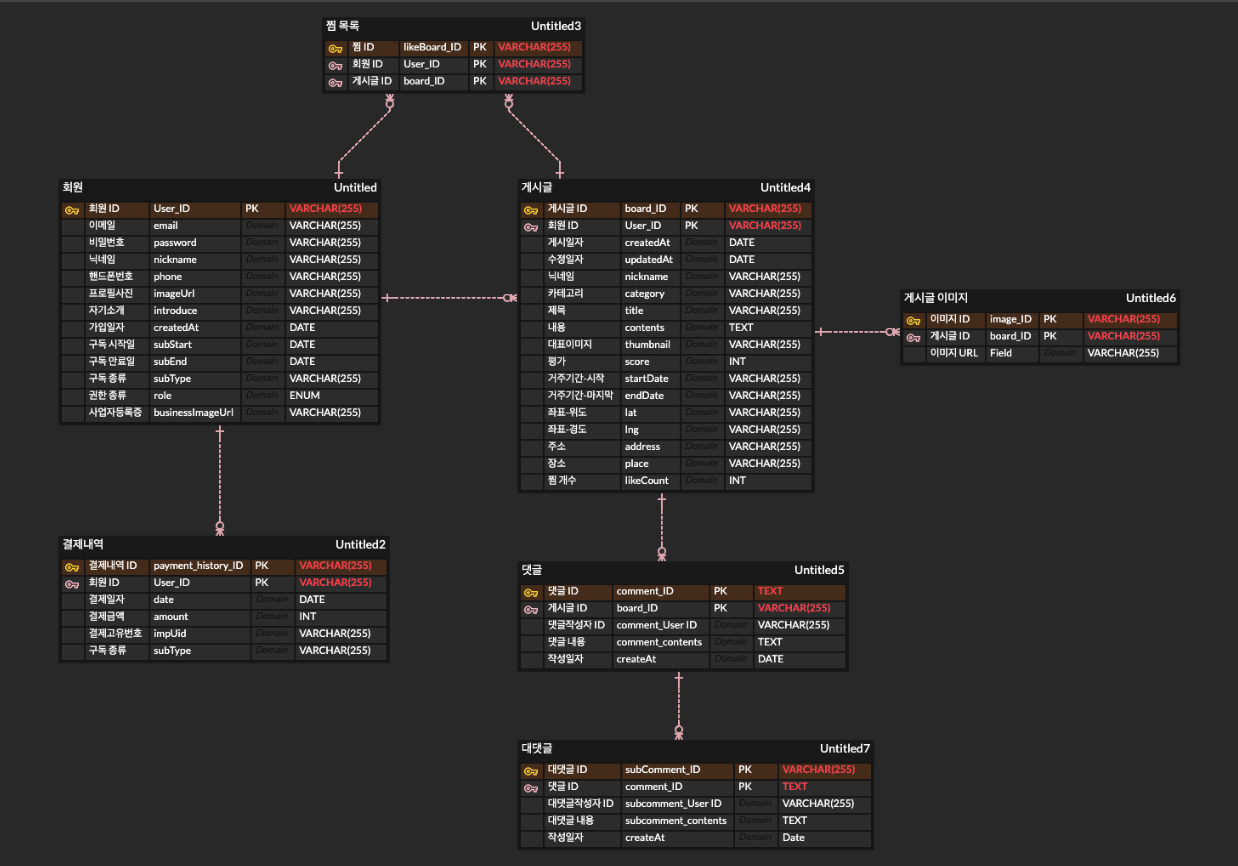 찜 목록 Untitled3
찜 ID likeBoard_ID PK VARCHAR(255)
회원 ID User_ID PK VARCHAR(255)
게시글 ID board_ID PK VARCHAR(255)
회원 Untitled
회원 ID User_ID PK VARCHAR(255)
이메일 email Domain VARCHAR(255)
비밀번호 password Domain VARCHAR(255)
닉네임 nickname Domain VARCHAR(255)
핸드폰번호 phone Domain VARCHAR(255)
프로필사진 imageUrl Domain VARCHAR(255)
자기소개 introduce Domain VARCHAR(255)
가입일자 createdAt Domain DATE
구독 시작일 subStart Domain DATE
구독 만료일 subEnd Domain DATE
구독 종류 subType Domain VARCHAR(255)
권한 종류 role Domain ENUM
사업자등록증 businessImageUrl Domain VARCHAR(255)
게시글 Untitled4
게시글 ID board_ID PK VARCHAR(255)
회원 ID User_ID PK VARCHAR(255)
게시일자 createdAt Domain DATE
수정일자 updatedAt Domain DATE
닉네임 nickname Domain VARCHAR(255)
카테고리 category Domain VARCHAR(255)
제목 title Domain VARCHAR(255)
내용 contents Domain TEXT
대표이미지 thumbnail Domain VARCHAR(255)
평가 score Domain INT
거주기간-시작 startDate Domain VARCHAR(255)
거주기간-마지막 endDate Domain VARCHAR(255)
좌표-위도 lat Domain VARCHAR(255)
좌표-경도 lng Domain VARCHAR(255)
주소 address Domain VARCHAR(255)
장소 place Domain VARCHAR(255)
찜 개수 likeCount Domain INT
게시글 이미지 Untitled6
이미지 ID image_ID PK VARCHAR(255)
게시글 ID board_ID PK VARCHAR(255)
이미지 URL Field Domain VARCHAR(255)
결제내역 Untitled2
결제내역 ID payment_history_ID PK VARCHAR(255)
회원 ID User_ID PK VARCHAR(255)
결제일자 date Domain DATE
결제금액 amount Domain INT
결제고유번호 impUid Domain VARCHAR(255)
구독 종류 subType Domain VARCHAR(255)
댓글 Untitled5
댓글 ID comment_ID PK TEXT
게시글 ID board_ID PK VARCHAR(255)
댓글작성자 ID comment_User ID Domain VARCHAR(255)
댓글 내용 comment_contents Domain TEXT
작성일자 createAt Domain DATE
대댓글 Untitled7
대댓글 ID subComment_ID PK VARCHAR(255)
댓글 ID comment_ID PK TEXT
대댓글작성자 ID subcomment_User ID Domain VARCHAR(255)
대댓글 내용 subcomment_contents Domain TEXT
작성일자 createAt Domain Date